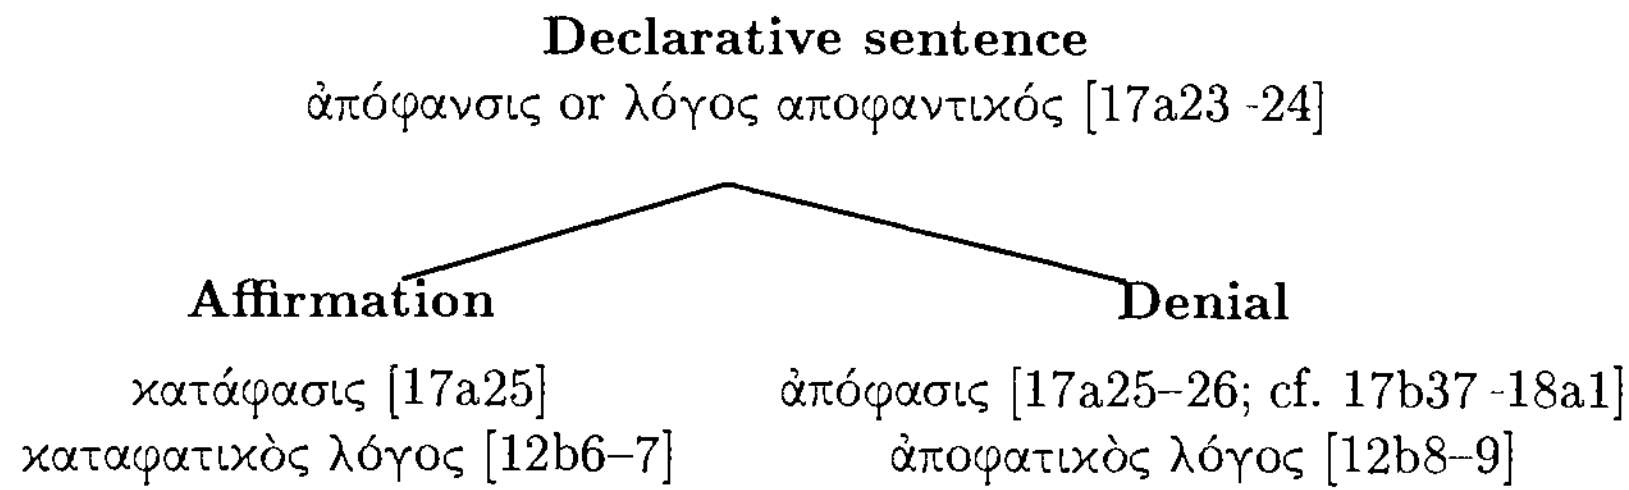 Declarative sentence
ἀπόφανσις or λόγος αποφαντικός [17a23 -24]
Affirmation
Denial
κατάφασις [17a25]
ἀπόφασις [17a25–26; cf. 17b37 -18a1]
καταφατικὸς λόγος [12b6–7]
ἀποφατικὸς λόγος [12b8–9]